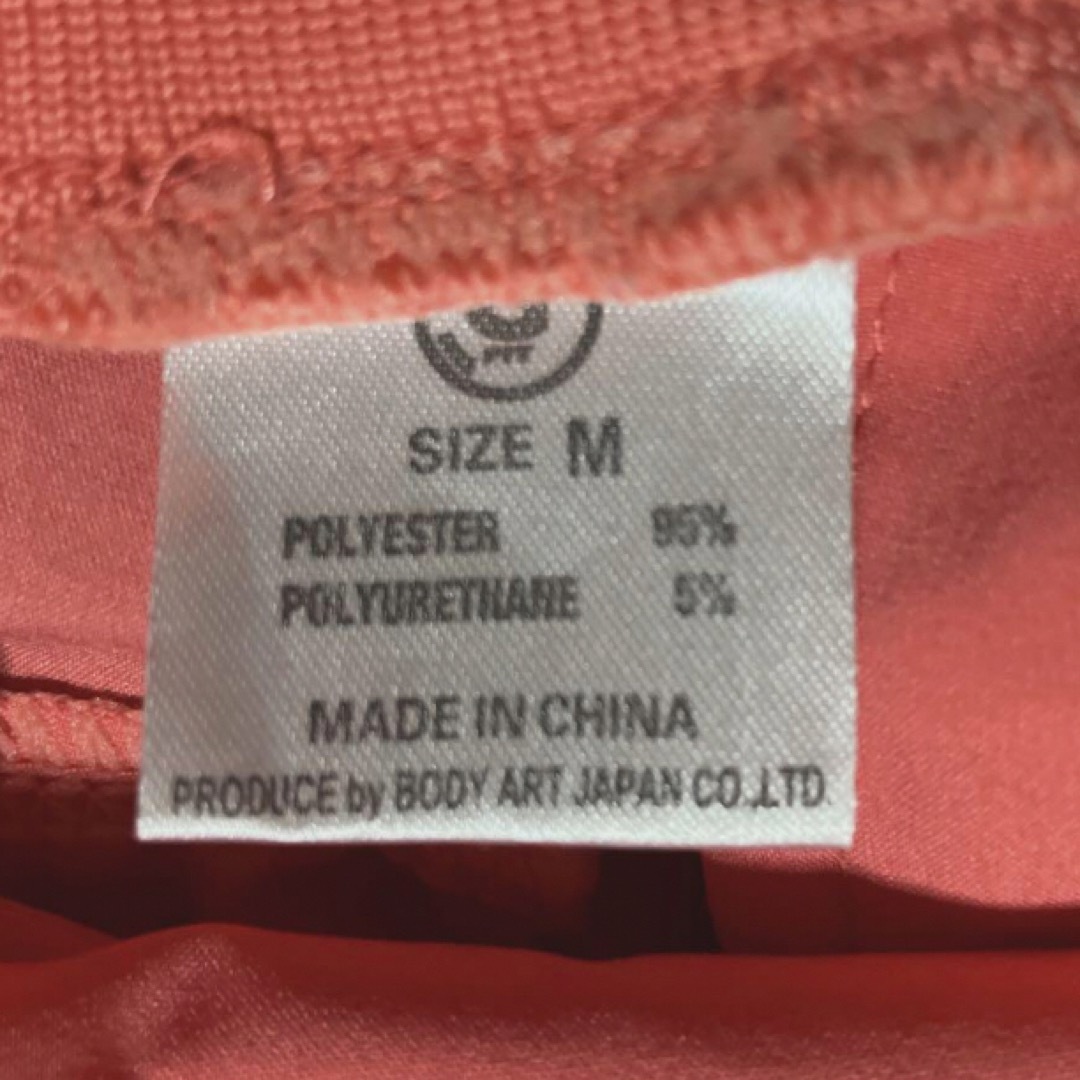 SIZE M
POLYESTER 95%
POLYURETHANE 5%
MADE IN CHINA
PRODUCE by BODY ART JAPAN CO.,LTD.